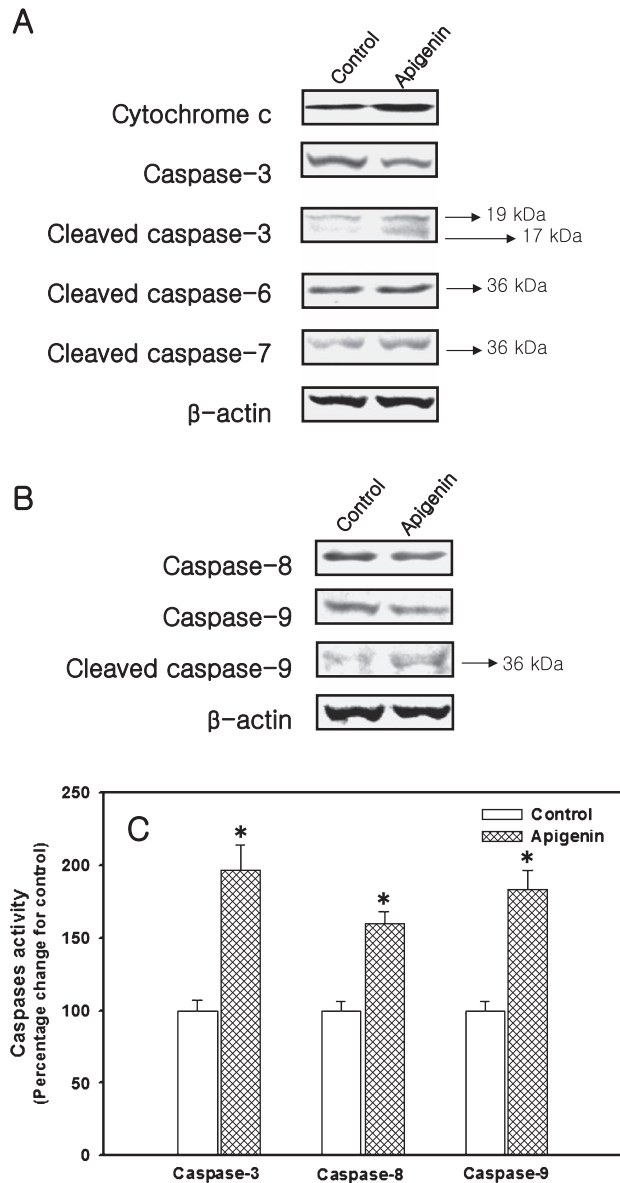 A
Control Apigenin
Cytochrome c
Caspase-3
Cleaved caspase-3
19 kDa
17 kDa
Cleaved caspase-6
36 kDa
Cleaved caspase-7
36 kDa
β-actin
B
Control Apigenin
Caspase-8
Caspase-9
Cleaved caspase-9
36 kDa
β-actin
C
Caspases activity
(Percentage change for control)
250
200
150
100
50
0
Control
Apigenin
*
*
*
Caspase-3 Caspase-8 Caspase-9